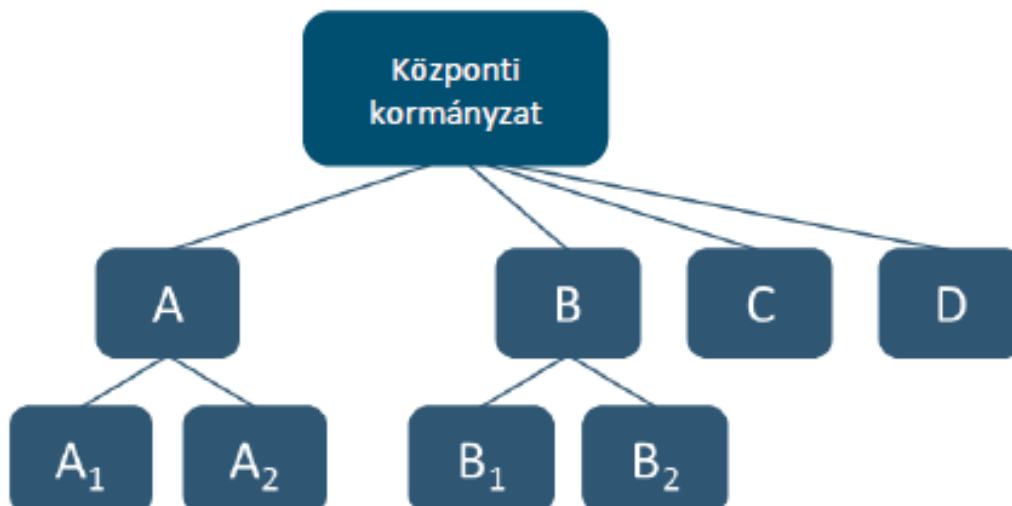 Központi
kormányzat
A
B
C
D
A₁
A₂
B₁
B₂